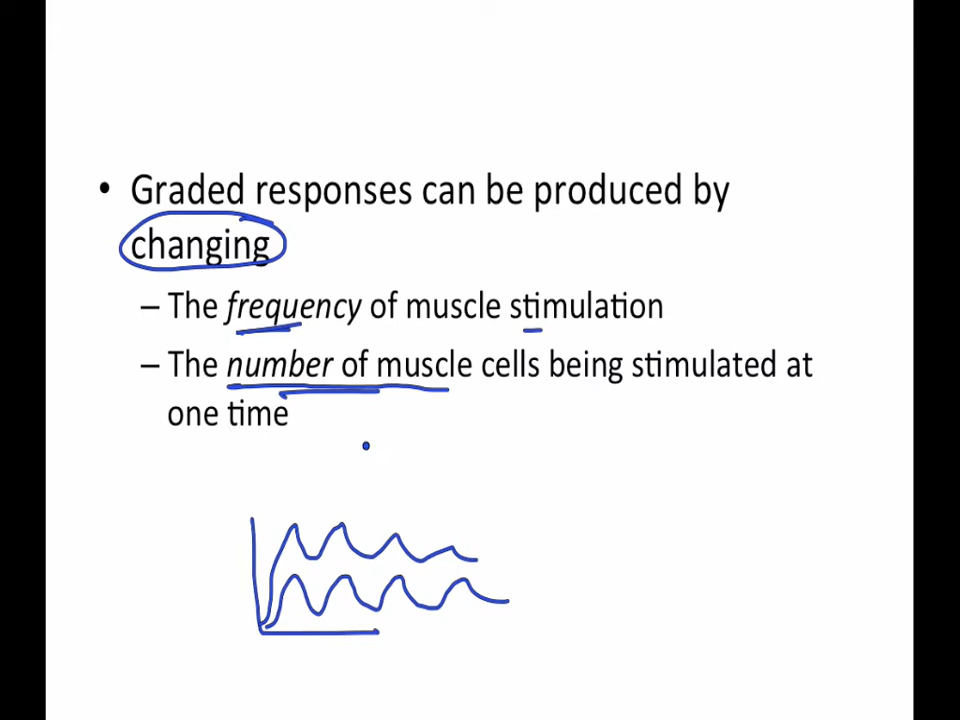 • Graded responses can be produced by
changing
– The frequency of muscle stimulation
– The number of muscle cells being stimulated at
one time